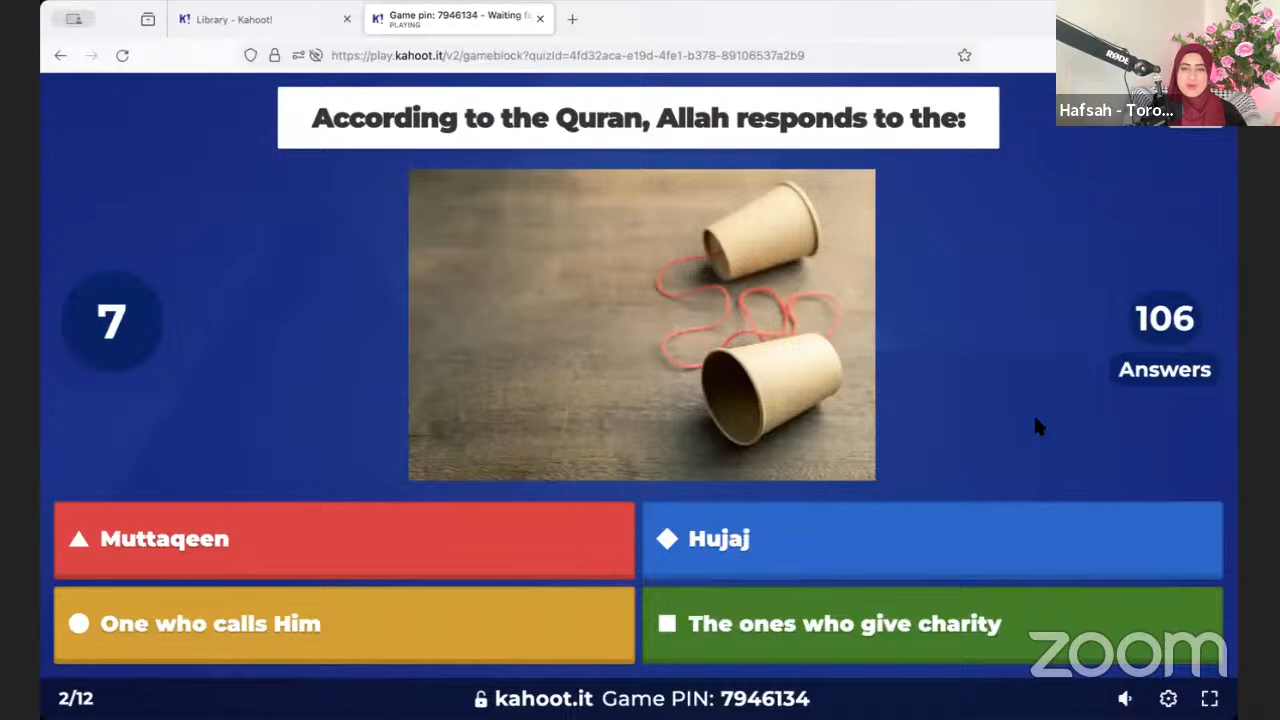 K! Library - Kahoot!
K! Game pin: 7946134 - Waiting fo
PLAYING
https://play.kahoot.it/v2/gameblock?quizId=4fd32aca-e19d-4fe1-b378-89106537a2b9
RØDE
Hafsah - Toro...
According to the Quran, Allah responds to the:
7
106
Answers
Muttaqeen
Hujaj
One who calls Him
The ones who give charity
zoom
2/12
kahoot.it Game PIN: 7946134